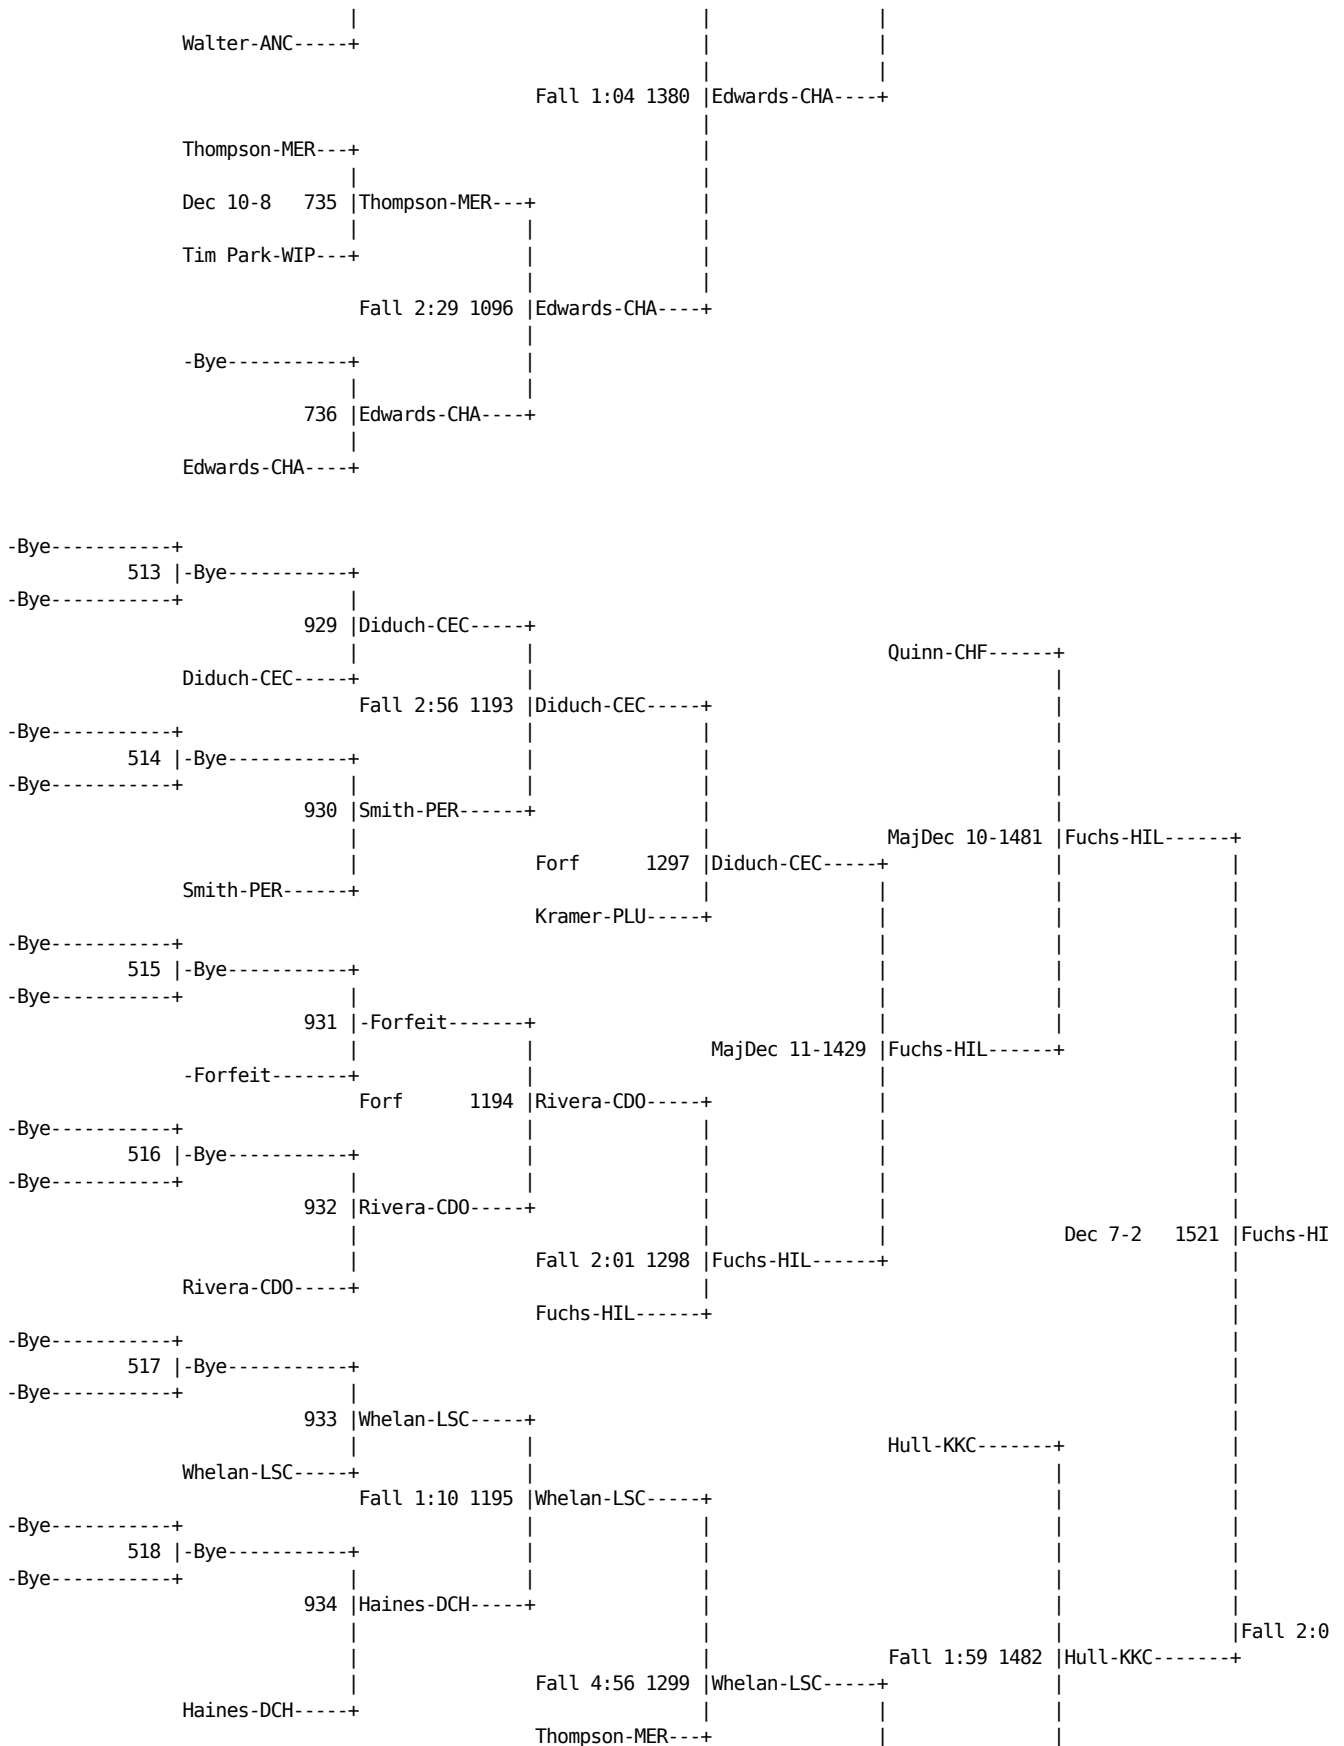 Walter-ANC-----+
Fall 1:04 1380 |Edwards-CHA----+
Thompson-MER---+
Dec 10-8 735 |Thompson-MER---+
Tim Park-WIP---+
Fall 2:29 1096 |Edwards-CHA----+
-Bye-----------+
736 |Edwards-CHA----+
Edwards-CHA----+
-Bye-----------+
513 |-Bye-----------+
-Bye-----------+
929 |Diduch-CEC-----+
Quinn-CHF------+
Diduch-CEC-----+
Fall 2:56 1193 |Diduch-CEC-----+
-Bye-----------+
514 |-Bye-----------+
-Bye-----------+
930 |Smith-PER------+
MajDec 10-1481 |Fuchs-HIL------+
Forf 1297 |Diduch-CEC-----+
Smith-PER------+
Kramer-PLU-----+
-Bye-----------+
515 |-Bye-----------+
-Bye-----------+
931 |-Forfeit-------+
MajDec 11-1429 |Fuchs-HIL------+
-Forfeit-------+
Forf 1194 |Rivera-CDO-----+
-Bye-----------+
516 |-Bye-----------+
-Bye-----------+
932 |Rivera-CDO-----+
Dec 7-2 1521 |Fuchs-HI
Fall 2:01 1298 |Fuchs-HIL------+
Rivera-CDO-----+
Fuchs-HIL------+
-Bye-----------+
517 |-Bye-----------+
-Bye-----------+
933 |Whelan-LSC-----+
Hull-KKC-------+
Whelan-LSC-----+
Fall 1:10 1195 |Whelan-LSC-----+
-Bye-----------+
518 |-Bye-----------+
-Bye-----------+
934 |Haines-DCH-----+
|Fall 2:0
Fall 1:59 1482 |Hull-KKC-------+
Fall 4:56 1299 |Whelan-LSC-----+
Haines-DCH-----+
Thompson-MER---+